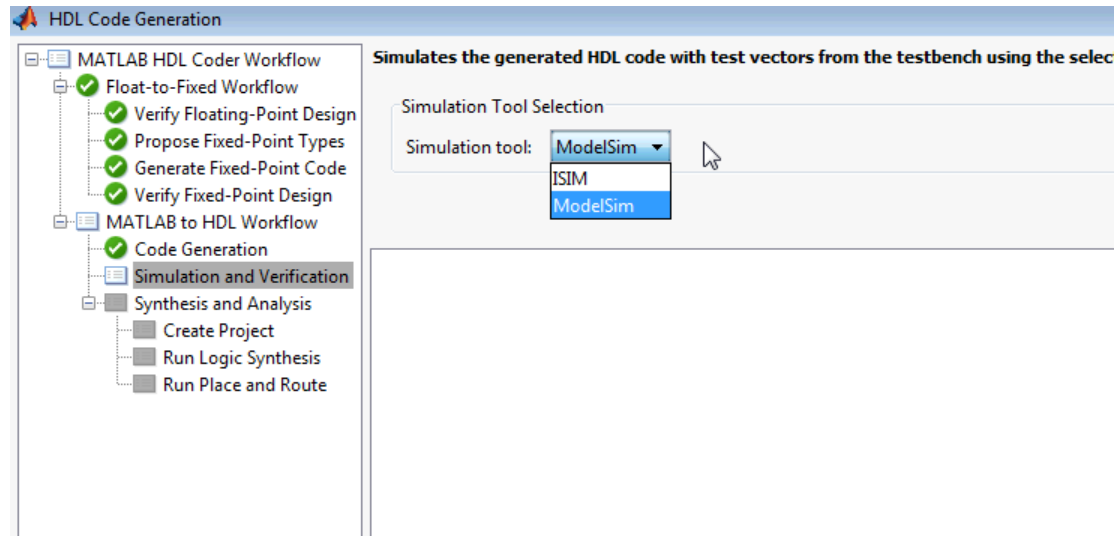 HDL Code Generation
MATLAB HDL Coder Workflow
Float-to-Fixed Workflow
Verify Floating-Point Design
Propose Fixed-Point Types
Generate Fixed-Point Code
Verify Fixed-Point Design
MATLAB to HDL Workflow
Code Generation
Simulation and Verification
Synthesis and Analysis
Create Project
Run Logic Synthesis
Run Place and Route
Simulates the generated HDL code with test vectors from the testbench using the selec
Simulation Tool Selection
Simulation tool: ModelSim
ISIM
ModelSim